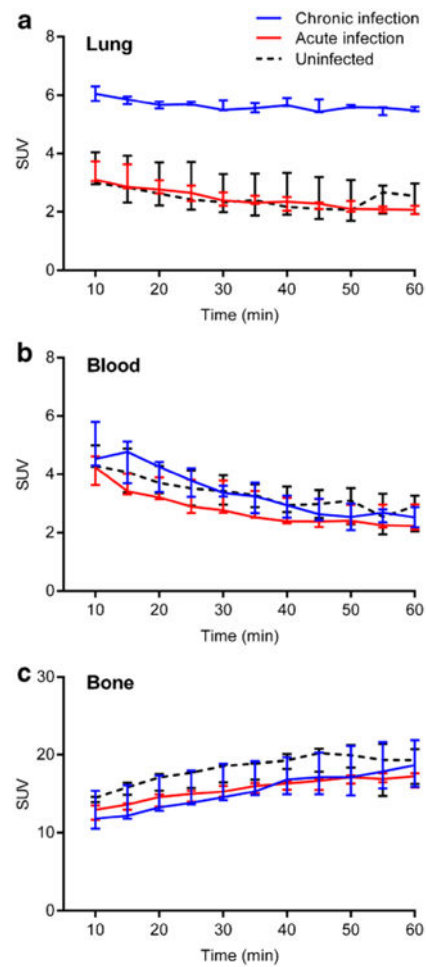 a
Lung
Chronic infection
Acute infection
Uninfected
SUV
8
6
4
2
0
10 20 30 40 50 60
Time (min)
b
Blood
SUV
8
6
4
2
0
10 20 30 40 50 60
Time (min)
c
Bone
SUV
30
20
10
0
10 20 30 40 50 60
Time (min)